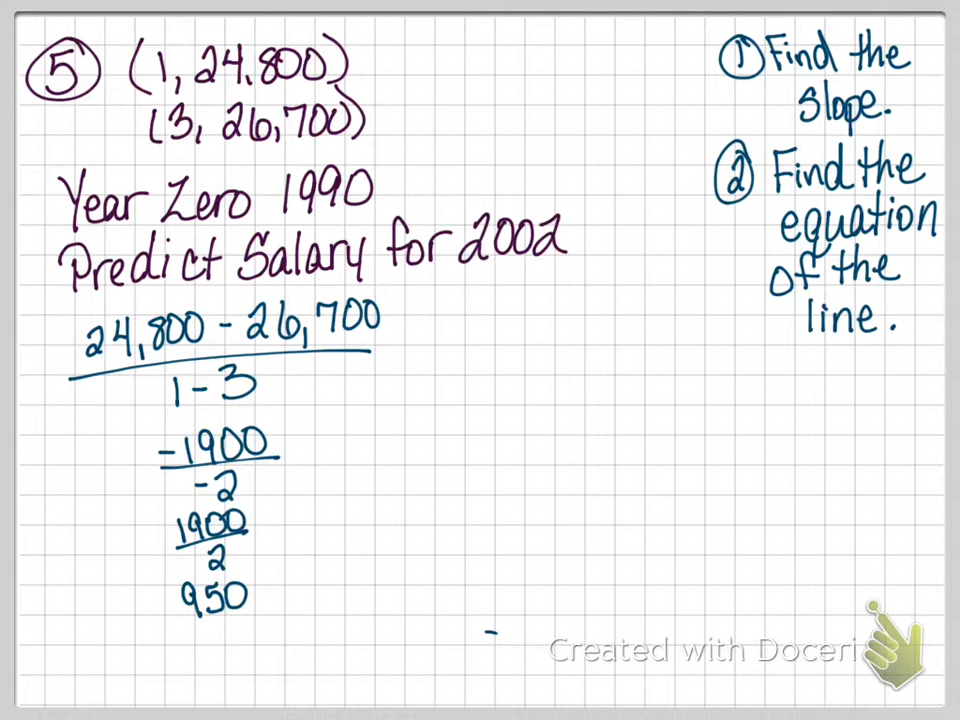 5 (1, 24,800)
(3, 26,700)
Year Zero 1990
Predict Salary for 2002
24,800 - 26,700
1 - 3
-1900
-2
1900
2
950
1 Find the
slope.
2 Find the
equation
of the
line.
-
Created with Doceri